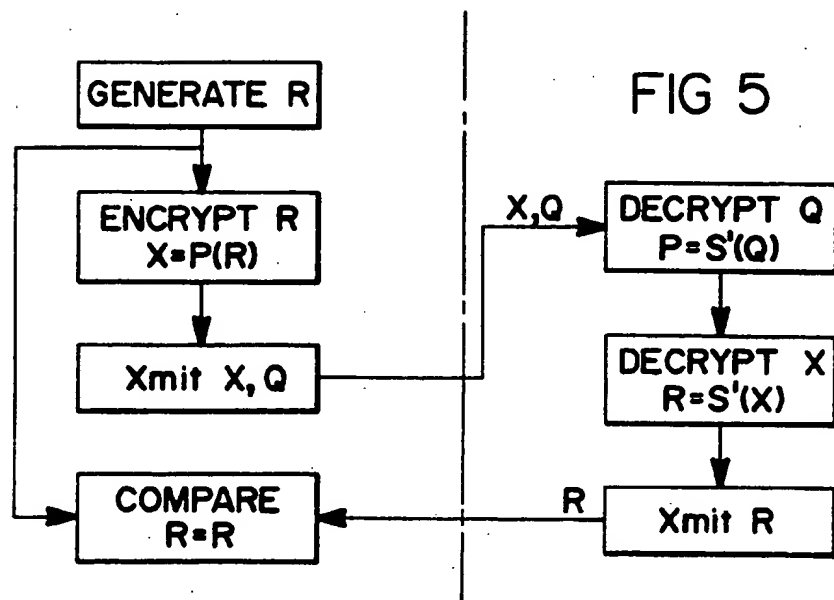 GENERATE R
FIG 5
ENCRYPT R
X=P(R)
X,Q
DECRYPT Q
P=S'(Q)
Xmit X, Q
DECRYPT X
R=S'(X)
COMPARE
R=R
R
Xmit R